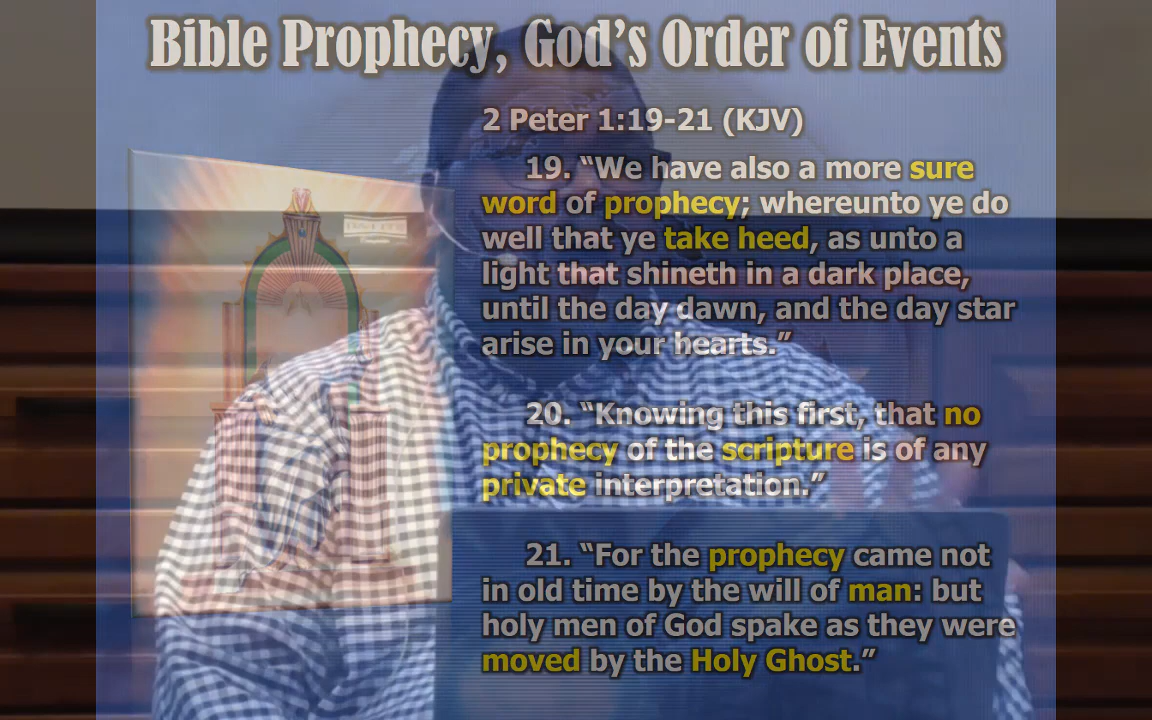 Bible Prophecy, God's Order of Events
2 Peter 1:19-21 (KJV)
19. “We have also a more sure
word of prophecy; whereunto ye do
well that ye take heed, as unto a
light that shineth in a dark place,
until the day dawn, and the day star
arise in your hearts.”
20. “Knowing this first, that no
prophecy of the scripture is of any
private interpretation.”
21. “For the prophecy came not
in old time by the will of man: but
holy men of God spake as they were
moved by the Holy Ghost.”